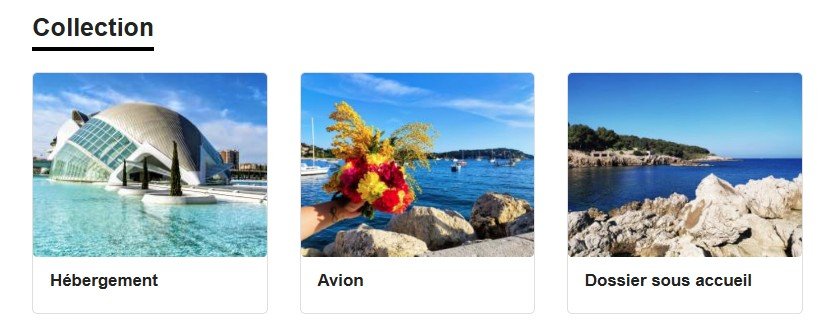 Collection
Hébergement
Avion
Dossier sous accueil